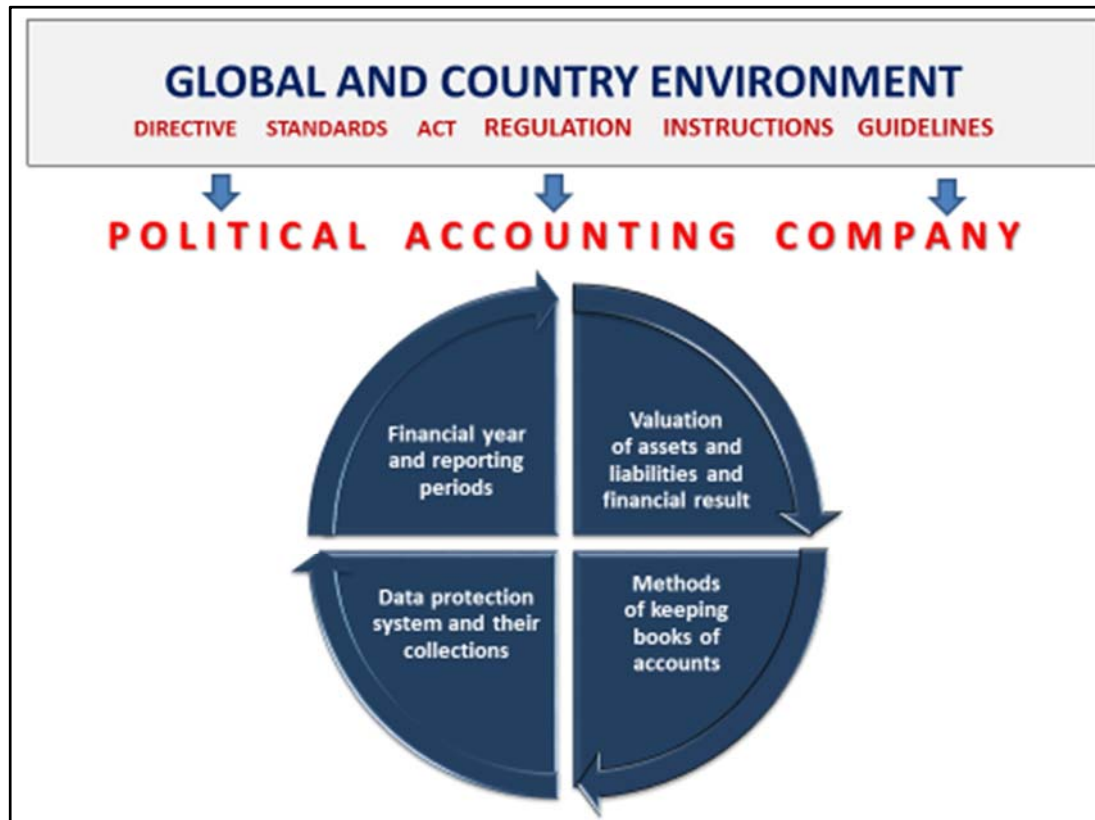 GLOBAL AND COUNTRY ENVIRONMENT
DIRECTIVE STANDARDS ACT REGULATION INSTRUCTIONS GUIDELINES
POLITICAL ACCOUNTING COMPANY
Financial year
and reporting
periods
Valuation
of assets and
liabilities and
financial result
Data protection
system and their
collections
Methods
of keeping
books of
accounts